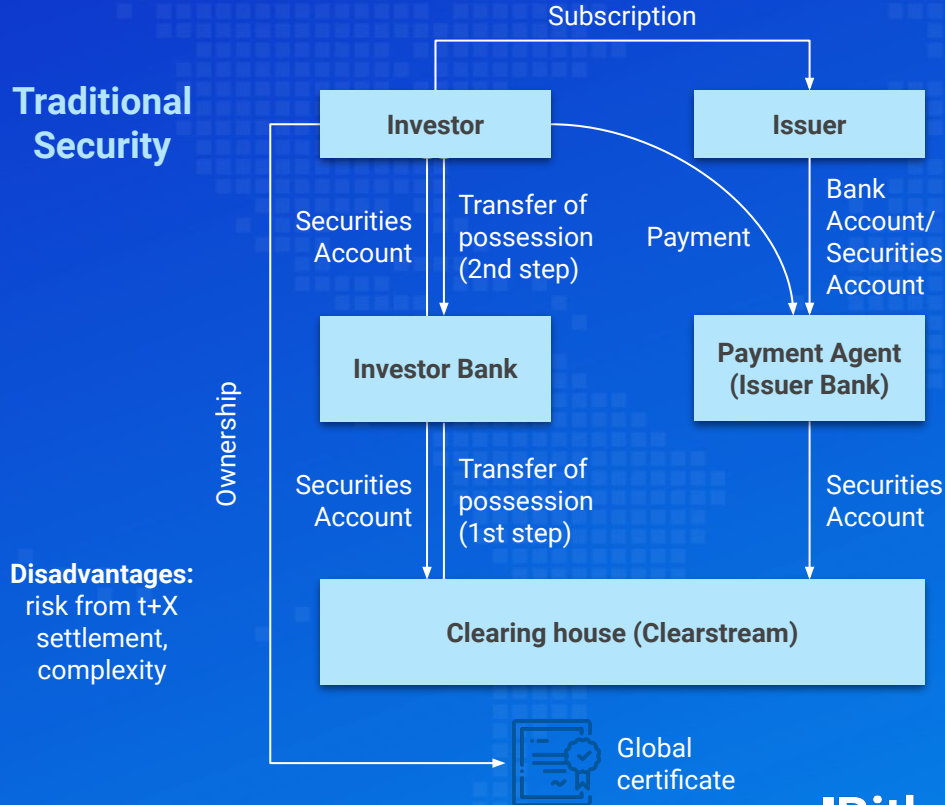 Subscription
Traditional
Security
Investor
Issuer
Securities
Account
Transfer of
possession
(2nd step)
Payment
Bank
Account/
Securities
Account
Investor Bank
Payment Agent
(Issuer Bank)
Ownership
Securities
Account
Transfer of
possession
(1st step)
Securities
Account
Disadvantages:
risk from t+X
settlement,
complexity
Clearing house (Clearstream)
Global
certificate